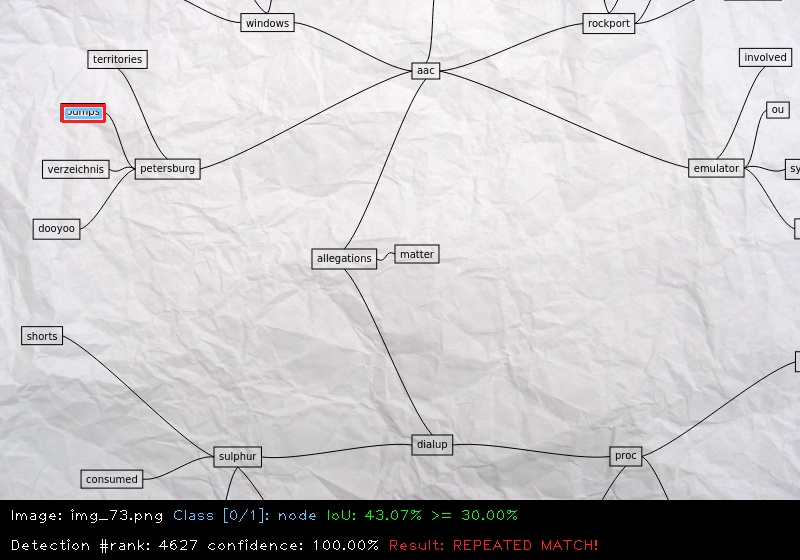 windows
rockport
territories
aac
involved
pumps
ou
verzeichnis
petersburg
emulator
sy
dooyoo
allegations
matter
shorts
dialup
sulphur
proc
consumed
Image: img_73.png Class [0/1]: node IoU: 43.07% >= 30.00%
Detection #rank: 4627 confidence: 100.00% Result: REPEATED MATCH!